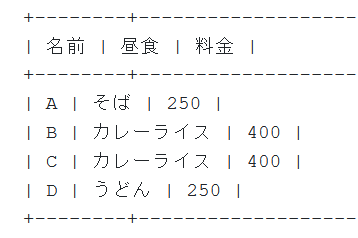 +--------+-------------------
| 名前 | 昼食 | 料金 |
+--------+-------------------
| A | そば | 250 |
| B | カレーライス | 400 |
| C | カレーライス | 400 |
| D | うどん | 250 |
+--------+-------------------